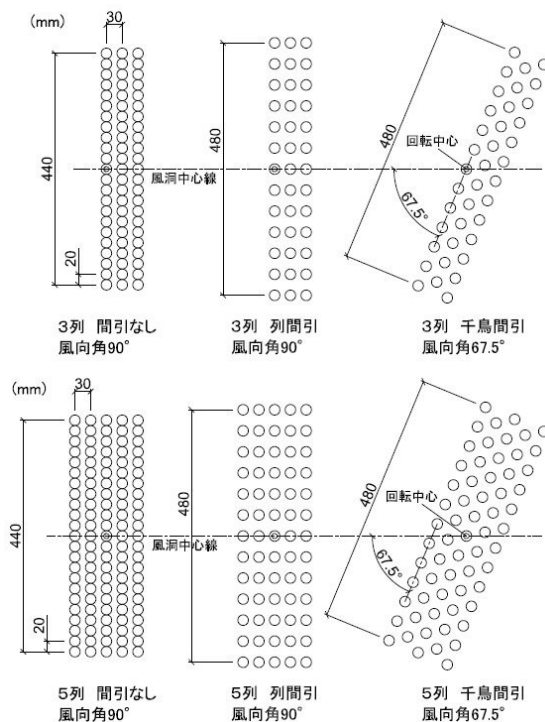 (mm)
30
440
20
480
風洞中心線
480
回転中心
67.5°
3列 間引なし
風向角90°
3列 列間引
風向角90°
3列 千鳥間引
風向角67.5°
(mm)
30
440
20
480
風洞中心線
480
回転中心
67.5°
5列 間引なし
風向角90°
5列 列間引
風向角90°
5列 千鳥間引
風向角67.5°